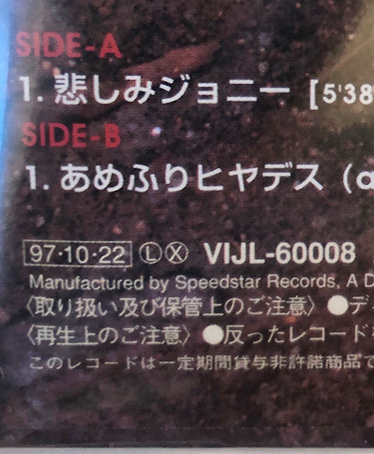 SIDE-A
1. 悲しみジョニー [5'38
SIDE-B
1. あめふりヒヤデス (α
97·10·22 Ⓛ Ⓧ VIJL-60008
Manufactured by Speedstar Records, A D
〈取り扱い及び保管上のご注意〉 ●デ
〈再生上のご注意〉 ●反ったレコード
このレコードは一定期間貸与非許諾商品で